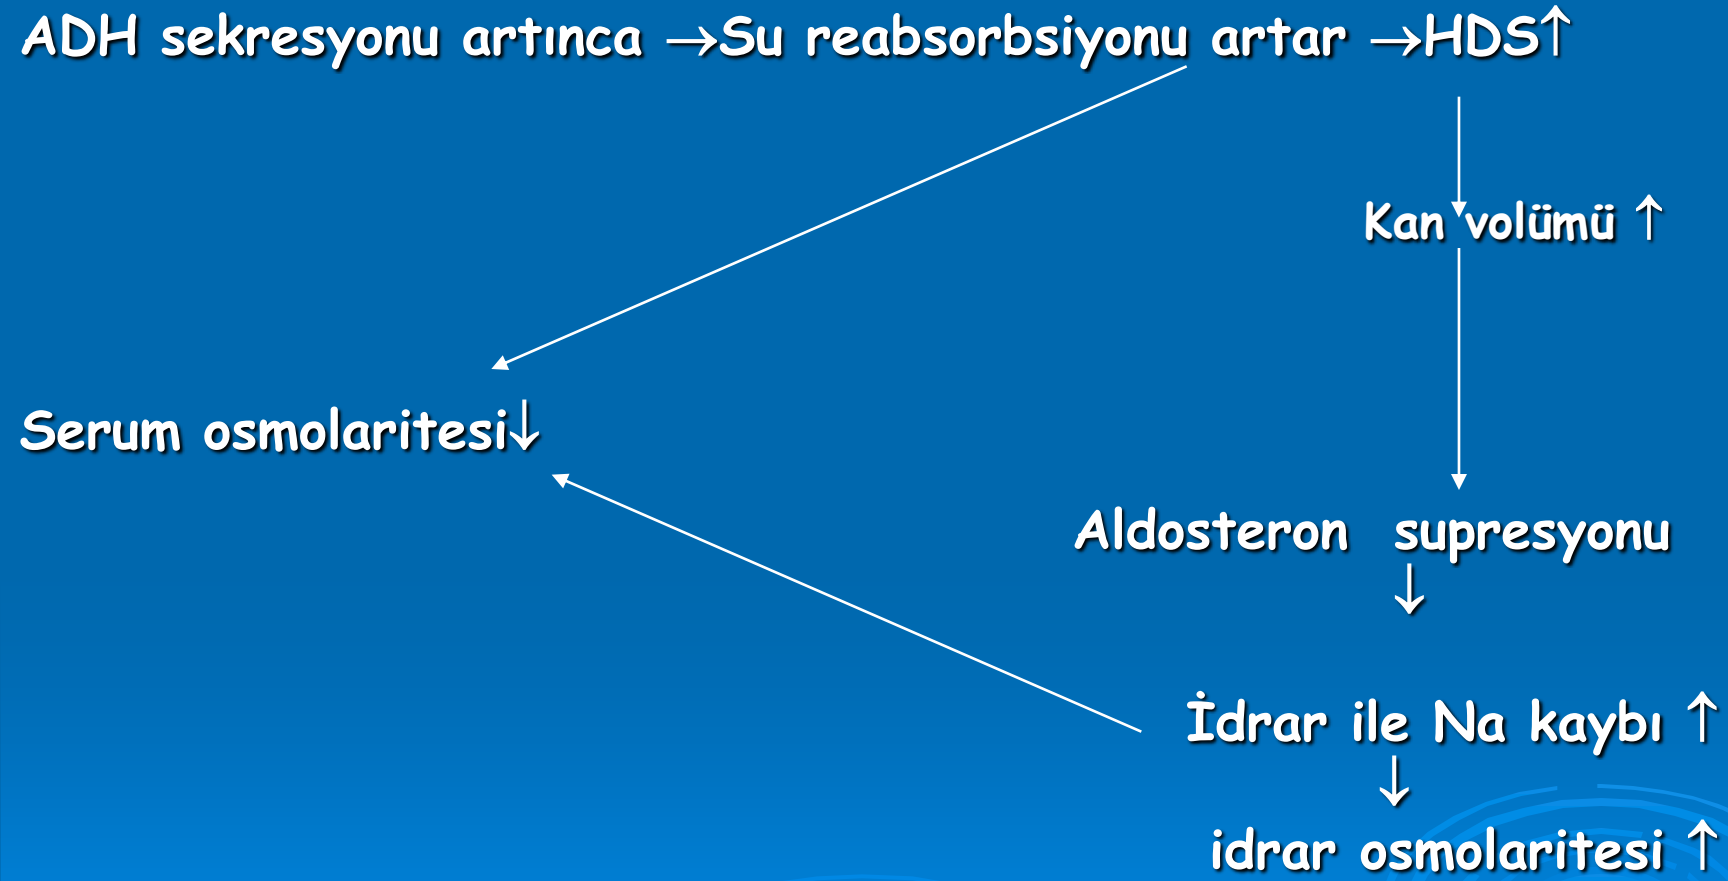 ADH sekresyonu artınca →Su reabsorbsiyonu artar →HDS↑
Kan volümü ↑
Serum osmolaritesi↓
Aldosteron supresyonu
↓
İdrar ile Na kaybı ↑
↓
idrar osmolaritesi ↑